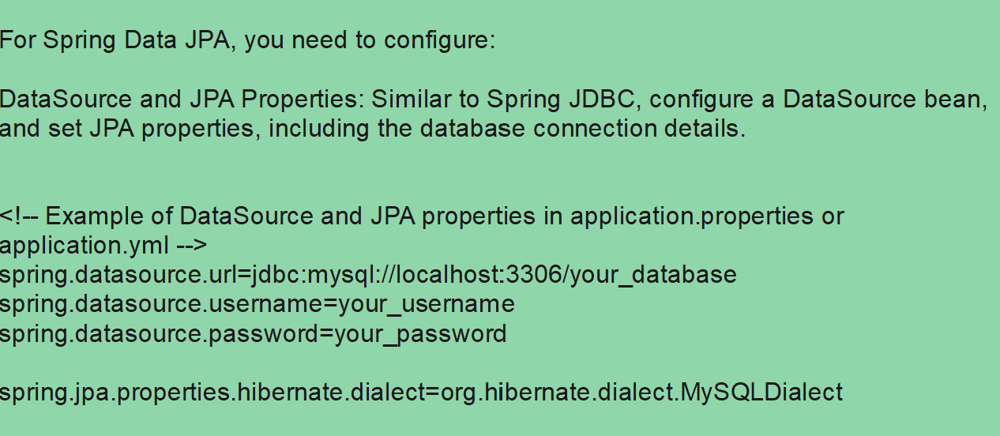 For Spring Data JPA, you need to configure:
DataSource and JPA Properties: Similar to Spring JDBC, configure a DataSource bean,
and set JPA properties, including the database connection details.
<!-- Example of DataSource and JPA properties in application.properties or
application.yml -->
spring.datasource.url=jdbc:mysql://localhost:3306/your_database
spring.datasource.username=your_username
spring.datasource.password=your_password
spring.jpa.properties.hibernate.dialect=org.hibernate.dialect.MySQLDialect